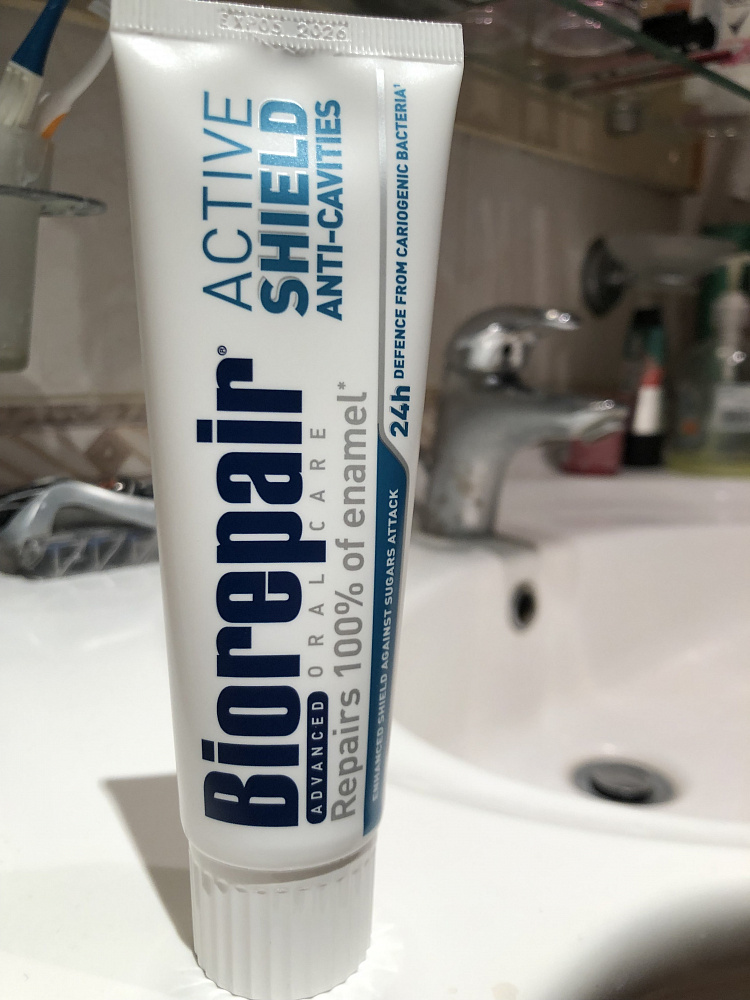 EXP05 2026
ACTIVE
SHIELD
ANTI-CAVITIES
Biorepair®
ADVANCED ORAL CARE
Repairs 100% of enamel*
24h DEFENCE FROM CARIOGENIC BACTERIA¹
ENHANCED SHIELD AGAINST SUGARS ATTACK